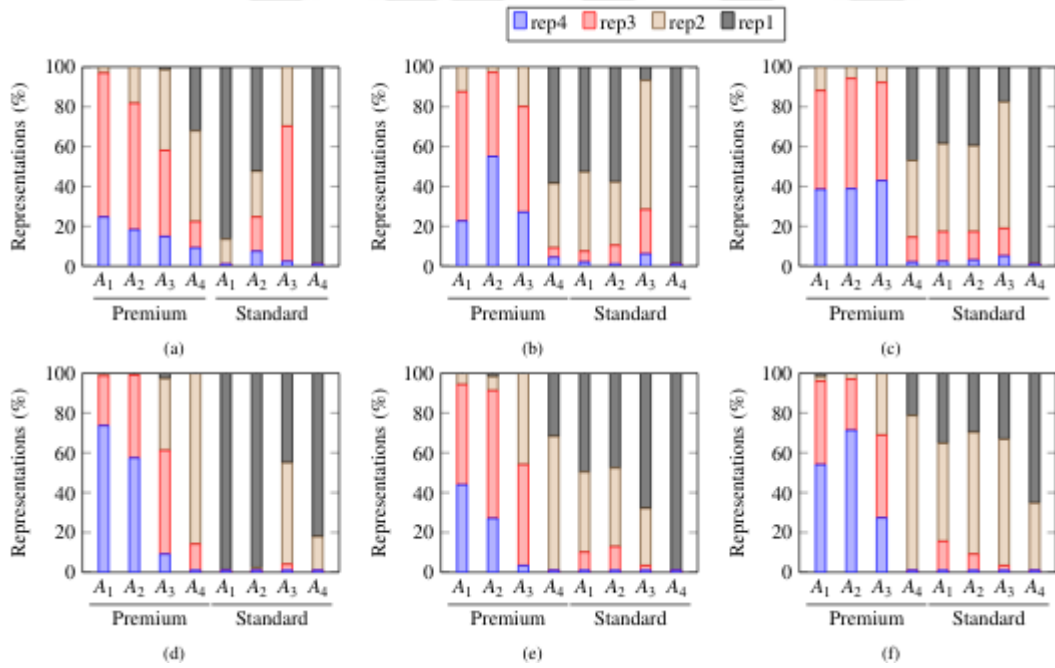 rep4 rep3 rep2 rep1
100 100 100
80 80 80
60 60 60
40 40 40
20 20 20
0 0 0
Representations (%) Representations (%) Representations (%)
A1 A2 A3 A4 A1 A2 A3 A4 A1 A2 A3 A4 A1 A2 A3 A4 A1 A2 A3 A4 A1 A2 A3 A4
Premium Standard Premium Standard Premium Standard
(a) (b) (c)
100 100 100
80 80 80
60 60 60
40 40 40
20 20 20
0 0 0
Representations (%) Representations (%) Representations (%)
A1 A2 A3 A4 A1 A2 A3 A4 A1 A2 A3 A4 A1 A2 A3 A4 A1 A2 A3 A4 A1 A2 A3 A4
Premium Standard Premium Standard Premium Standard
(d) (e) (f)